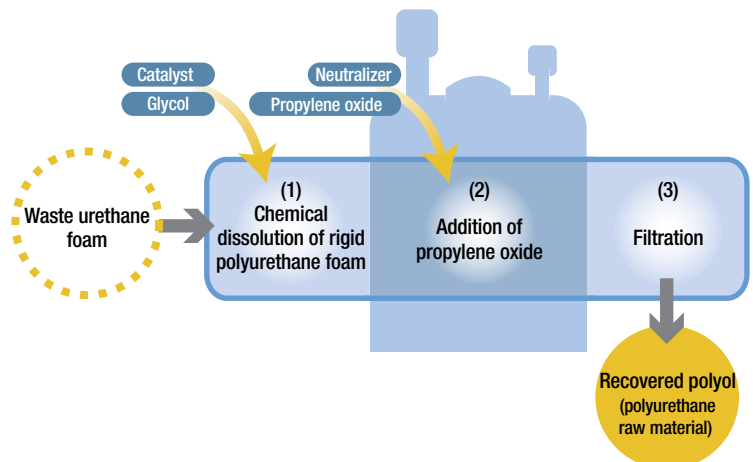 Catalyst
Glycol
Neutralizer
Propylene oxide
Waste urethane
foam
(1)
Chemical
dissolution of rigid
polyurethane foam
(2)
Addition of
propylene oxide
(3)
Filtration
Recovered polyol
(polyurethane
raw material)